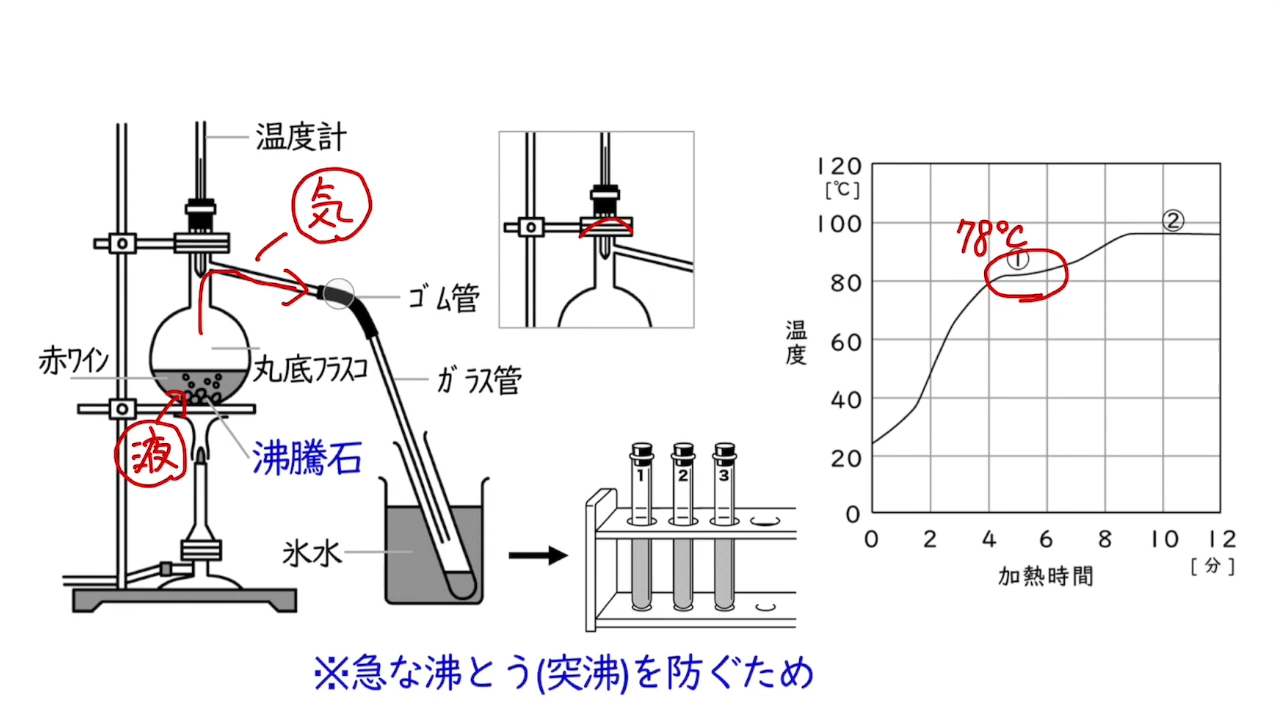 温度計
気
ゴム管
赤ワイン
丸底フラスコ
ガラス管
液
沸騰石
氷水
1 2 3
※急な沸とう(突沸)を防ぐため
120
[℃]
100
80
60
40
20
0
温度
78℃
①
②
0 2 4 6 8 10 12
[分]
加熱時間